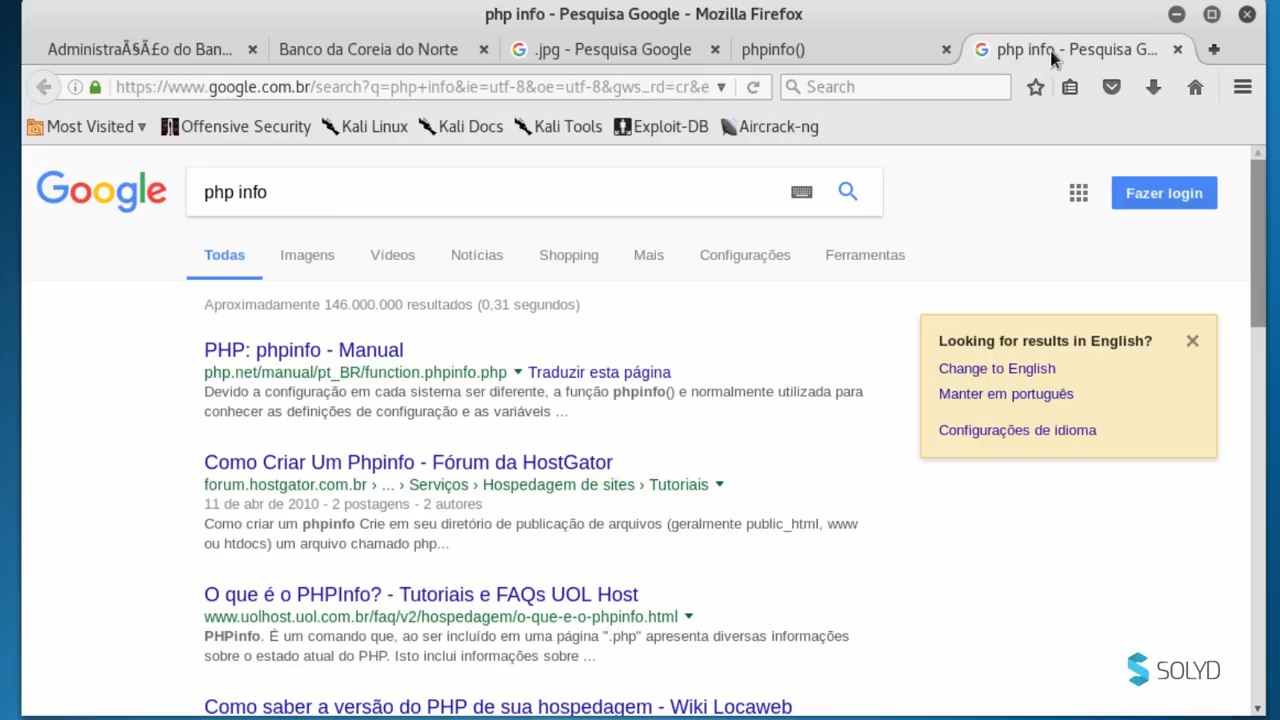 php info - Pesquisa Google - Mozilla Firefox
AdministraÃ§Ã£o do Ban...
Banco da Coreia do Norte
.jpg - Pesquisa Google
phpinfo()
php info - Pesquisa G...
https://www.google.com.br/search?q=php+info&ie=utf-8&oe=utf-8&gws_rd=cr&e
Search
Most Visited
Offensive Security
Kali Linux
Kali Docs
Kali Tools
Exploit-DB
Aircrack-ng
Google
php info
Fazer login
Todas
Imagens
Vídeos
Notícias
Shopping
Mais
Configurações
Ferramentas
Aproximadamente 146.000.000 resultados (0,31 segundos)
PHP: phpinfo - Manual
php.net/manual/pt_BR/function.phpinfo.php
Traduzir esta página
Devido a configuração em cada sistema ser diferente, a função phpinfo() e normalmente utilizada para
conhecer as definições de configuração e as variáveis ...
Looking for results in English?
Change to English
Manter em português
Configurações de idioma
Como Criar Um Phpinfo - Fórum da HostGator
forum.hostgator.com.br › ... › Serviços › Hospedagem de sites › Tutoriais
11 de abr de 2010 - 2 postagens - 2 autores
Como criar um phpinfo Crie em seu diretório de publicação de arquivos (geralmente public_html, www
ou htdocs) um arquivo chamado php...
O que é o PHPInfo? - Tutoriais e FAQs UOL Host
www.uolhost.uol.com.br/faq/v2/hospedagem/o-que-e-o-phpinfo.html
PHPinfo. É um comando que, ao ser incluído em uma página ".php" apresenta diversas informações
sobre o estado atual do PHP. Isto inclui informações sobre ...
Como saber a versão do PHP de sua hospedagem - Wiki Locaweb
SOLYD